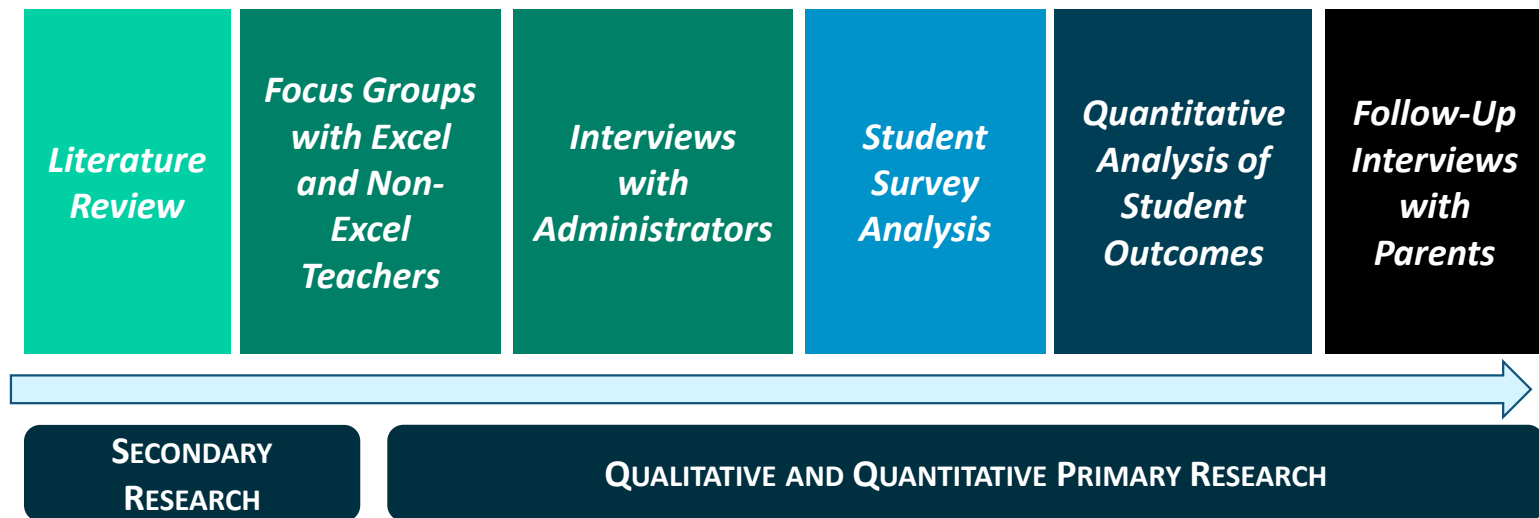 Literature
Review
Focus Groups
with Excel
and Non-
Excel
Teachers
Interviews
with
Administrators
Student
Survey
Analysis
Quantitative
Analysis of
Student
Outcomes
Follow-Up
Interviews
with
Parents
SECONDARY
RESEARCH
QUALITATIVE AND QUANTITATIVE PRIMARY RESEARCH